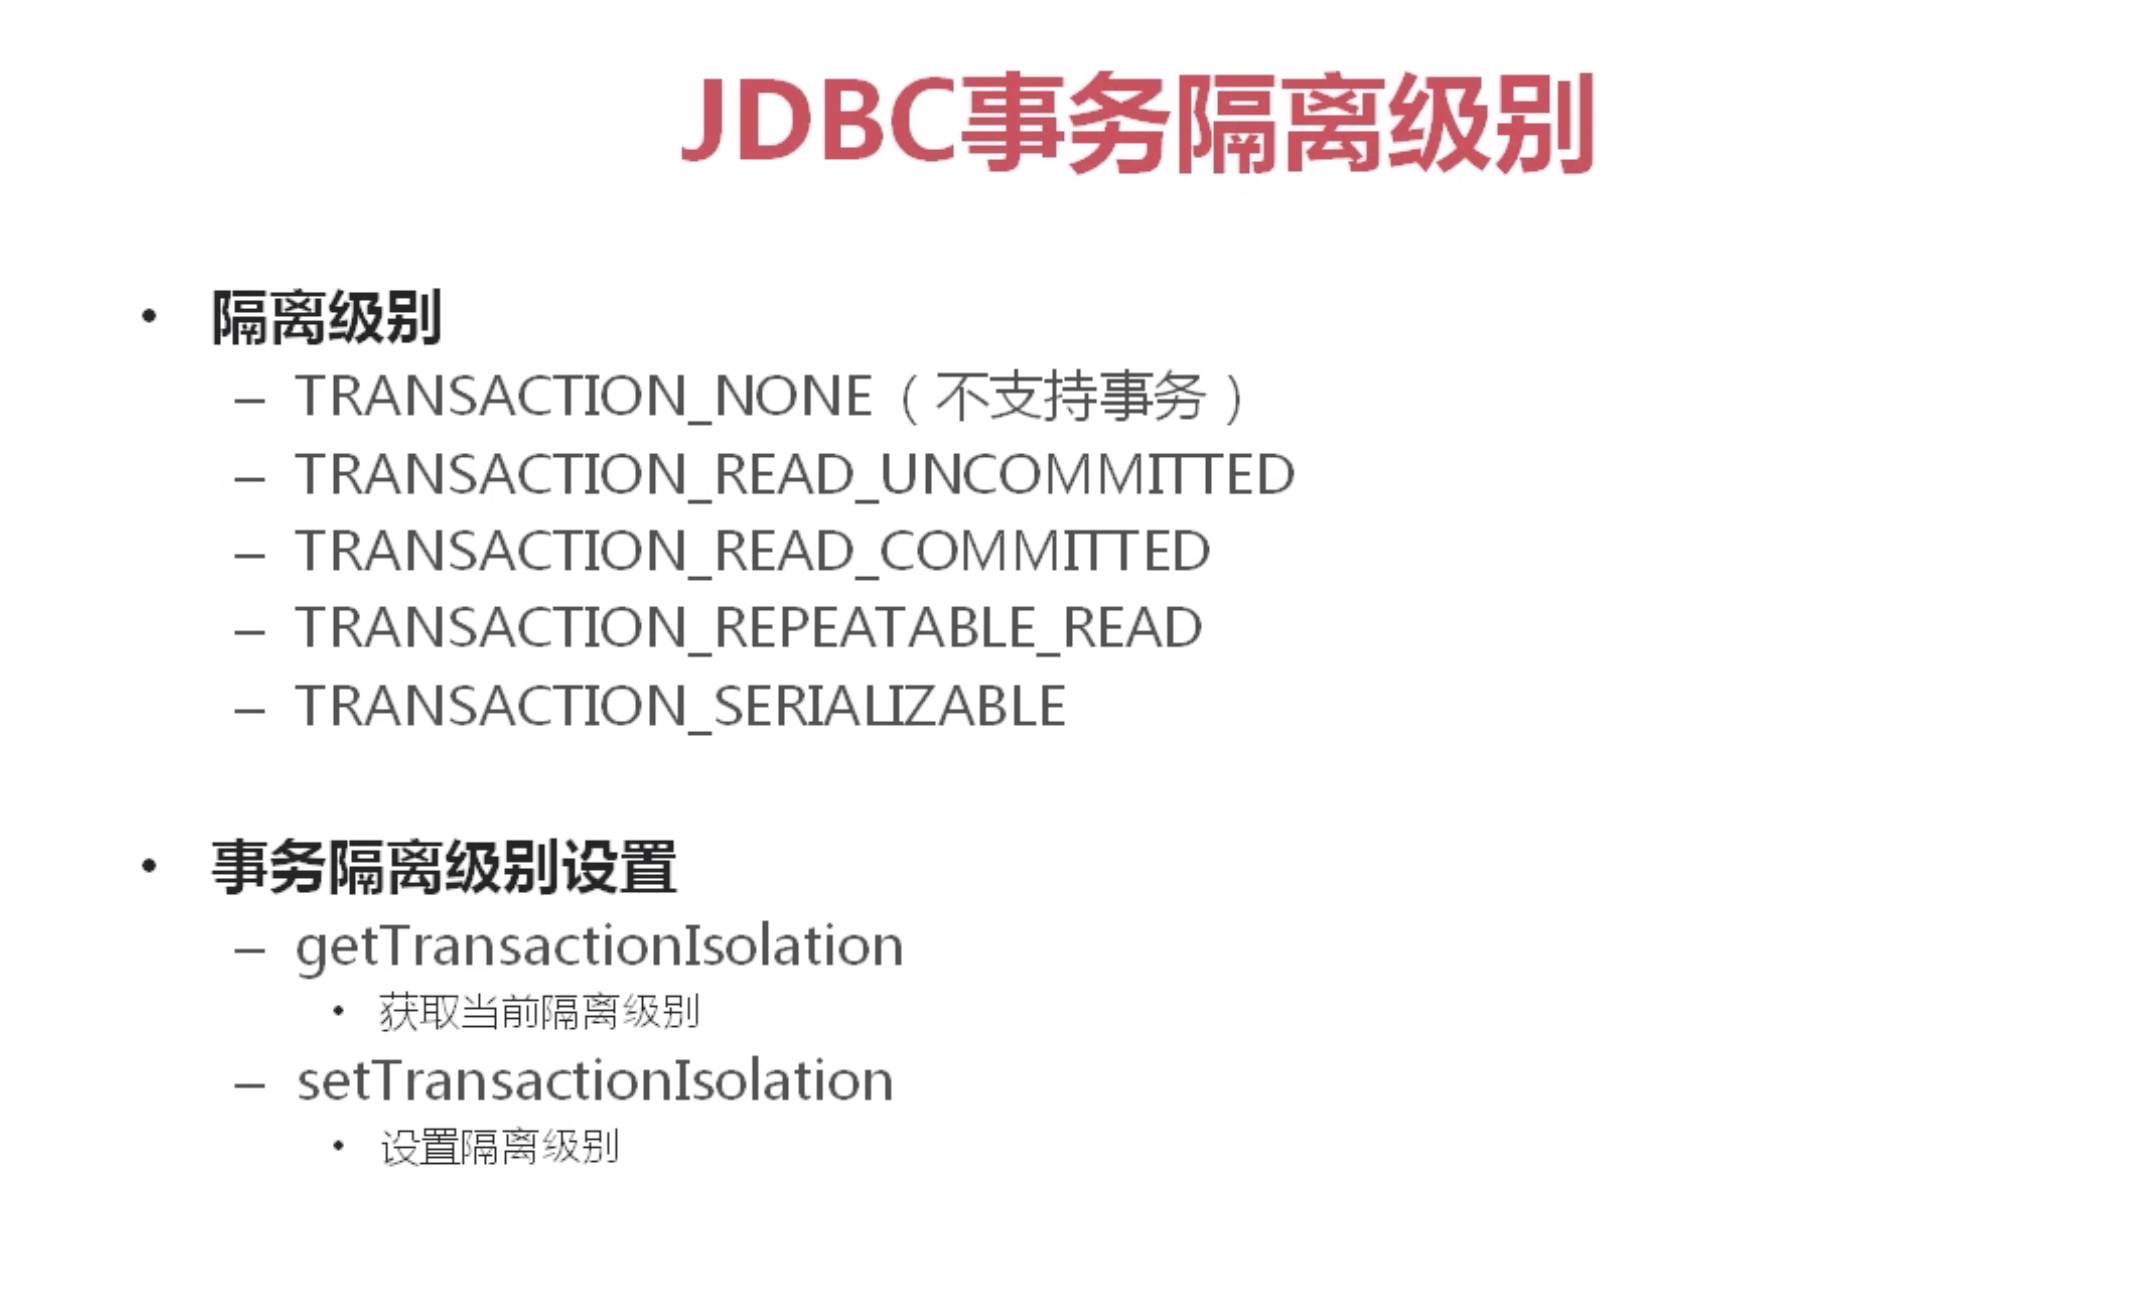 JDBC事务隔离级别
• 隔离级别
– TRANSACTION_NONE（不支持事务）
– TRANSACTION_READ_UNCOMMITTED
– TRANSACTION_READ_COMMITTED
– TRANSACTION_REPEATABLE_READ
– TRANSACTION_SERIALIZABLE
• 事务隔离级别设置
– getTransactionIsolation
• 获取当前隔离级别
– setTransactionIsolation
• 设置隔离级别